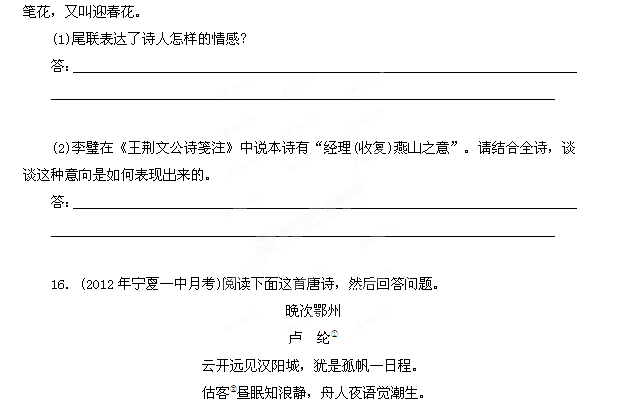 笔花，又叫迎春花。
(1)尾联表达了诗人怎样的情感？
答：
(2)李璧在《王荆文公诗笺注》中说本诗有“经理(收复)燕山之意”。请结合全诗，谈
谈这种意向是如何表现出来的。
答：
16. (2012年宁夏一中月考)阅读下面这首唐诗，然后回答问题。
晚次鄂州
卢　纶①
云开远见汉阳城，犹是孤帆一日程。
估客②昼眠知浪静，舟人夜语觉潮生。